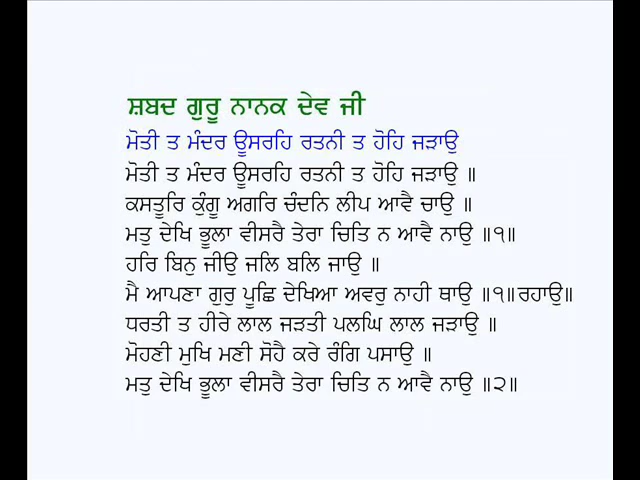 ਸ਼ਬਦ ਗੁਰੂ ਨਾਨਕ ਦੇਵ ਜੀ
ਮੋਤੀ ਤ ਮੰਦਰ ਊਸਰਹਿ ਰਤਨੀ ਤ ਹੋਹਿ ਜੜਾਉ
ਮੋਤੀ ਤ ਮੰਦਰ ਊਸਰਹਿ ਰਤਨੀ ਤ ਹੋਹਿ ਜੜਾਉ ॥
ਕਸਤੂਰਿ ਕੁੰਗੂ ਅਗਰਿ ਚੰਦਨਿ ਲੀਪ ਆਵੈ ਚਾਉ ॥
ਮਤੁ ਦੇਖਿ ਭੂਲਾ ਵੀਸਰੈ ਤੇਰਾ ਚਿਤਿ ਨ ਆਵੈ ਨਾਉ ॥੧॥
ਹਰਿ ਬਿਨੁ ਜੀਉ ਜਲਿ ਬਲਿ ਜਾਉ ॥
ਮੈ ਆਪਣਾ ਗੁਰੁ ਪੂਛਿ ਦੇਖਿਆ ਅਵਰੁ ਨਾਹੀ ਥਾਉ ॥੧॥ਰਹਾਉ॥
ਧਰਤੀ ਤ ਹੀਰੇ ਲਾਲ ਜੜਤੀ ਪਲਘਿ ਲਾਲ ਜੜਾਉ ॥
ਮੋਹਣੀ ਮੁਖਿ ਮਣੀ ਸੋਹੈ ਕਰੇ ਰੰਗਿ ਪਸਾਉ ॥
ਮਤੁ ਦੇਖਿ ਭੂਲਾ ਵੀਸਰੈ ਤੇਰਾ ਚਿਤਿ ਨ ਆਵੈ ਨਾਉ ॥੨॥